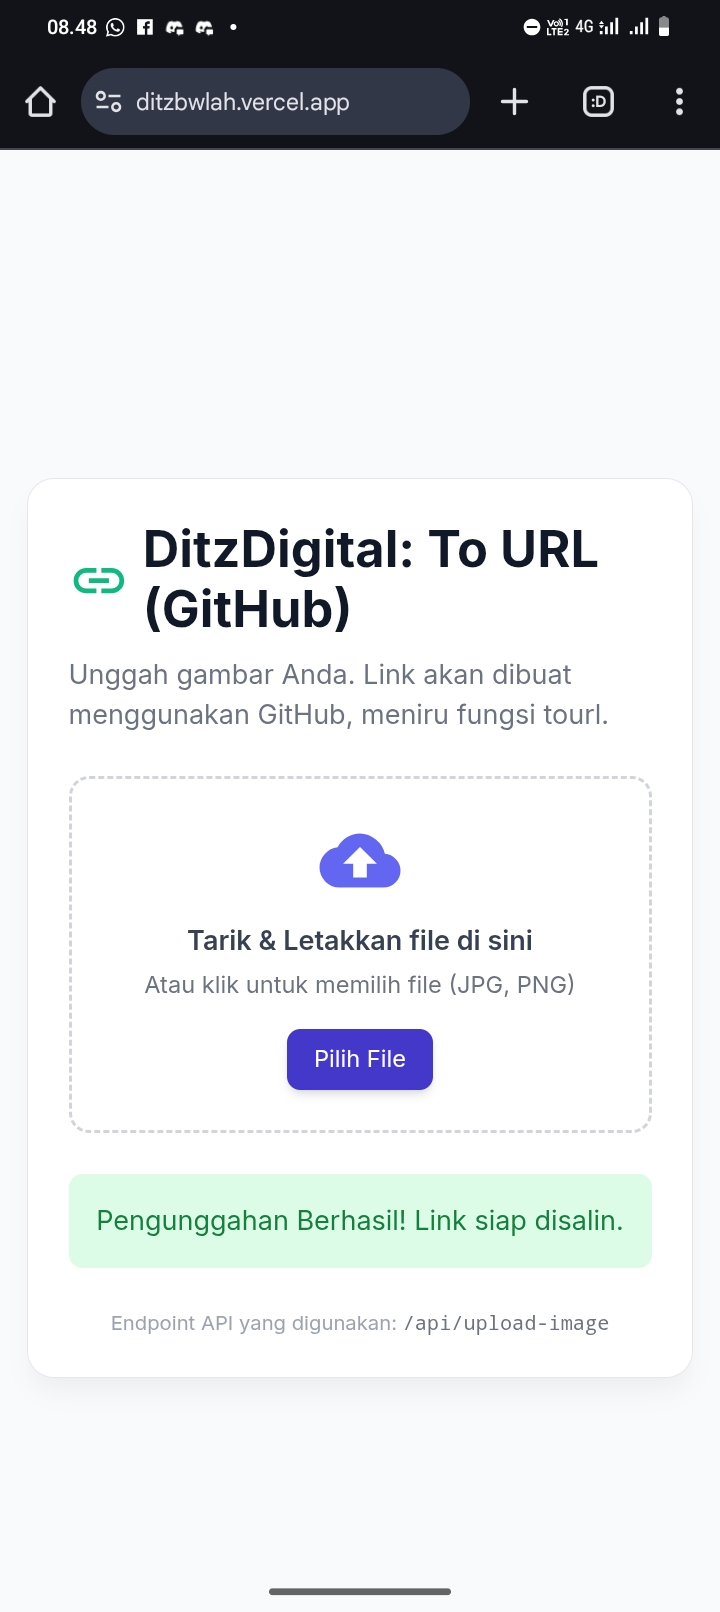 08.48
Vo)) 1
LTE2
4G
ditzbwlah.vercel.app
:D
DitzDigital: To URL
(GitHub)
Unggah gambar Anda. Link akan dibuat
menggunakan GitHub, meniru fungsi tourl.
Tarik & Letakkan file di sini
Atau klik untuk memilih file (JPG, PNG)
Pilih File
Pengunggahan Berhasil! Link siap disalin.
Endpoint API yang digunakan: /api/upload-image